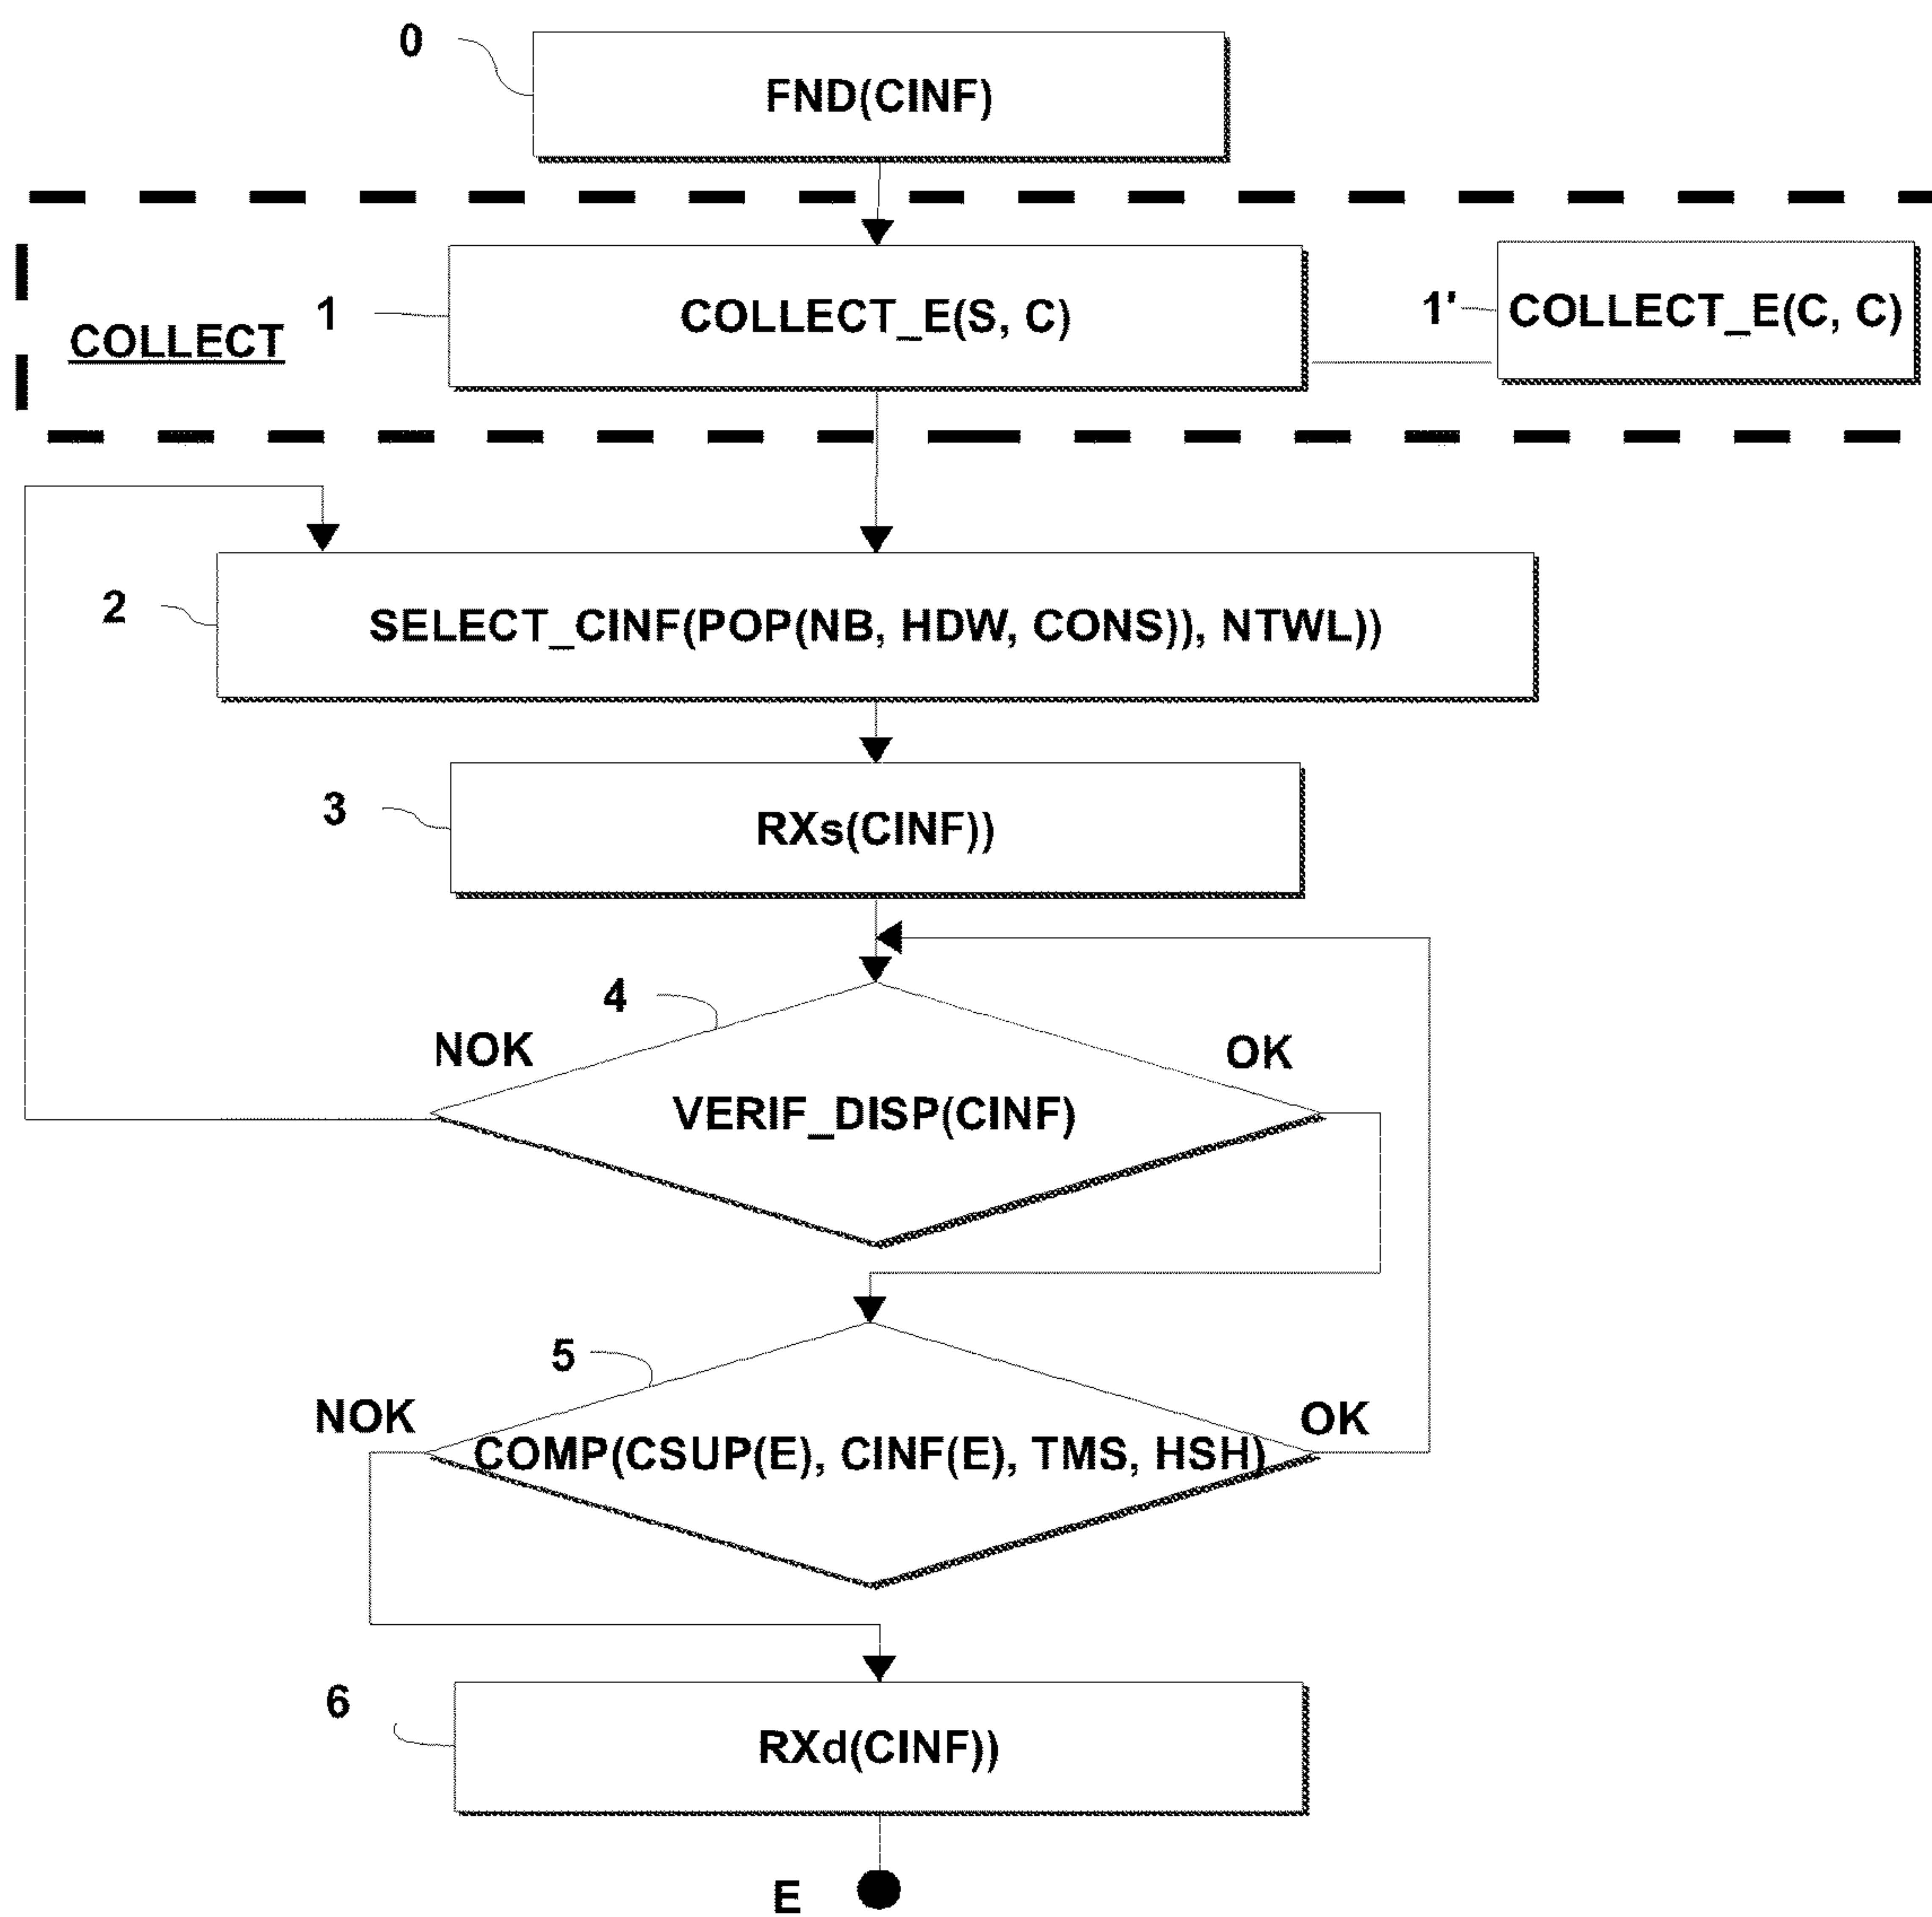 0
FND(CINF)
COLLECT
1
COLLECT_E(S, C)
1'
COLLECT_E(C, C)
2
SELECT_CINF(POP(NB, HDW, CONS)), NTWL))
3
RXs(CINF))
4
NOK
OK
VERIF_DISP(CINF)
5
NOK
OK
COMP(CSUP(E), CINF(E), TMS, HSH)
6
RXd(CINF))
E